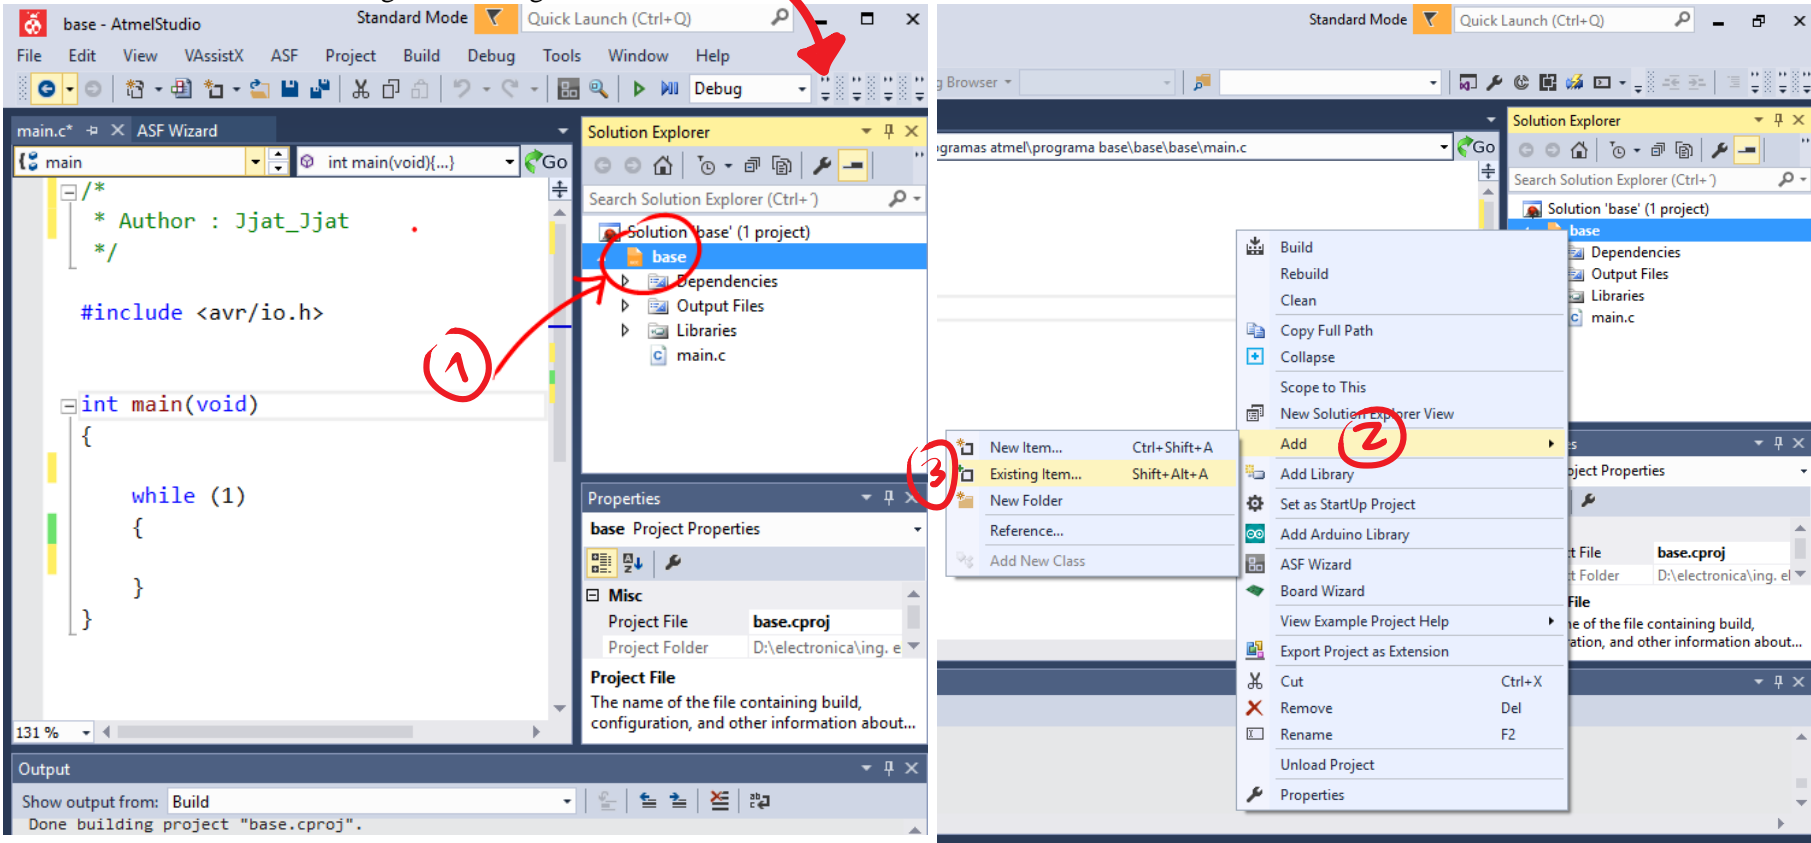 base - AtmelStudio
Standard Mode
Quick Launch (Ctrl+Q)
File Edit View VAssistX ASF Project Build Debug Tools Window Help
Debug
main.c* ASF Wizard
main
int main(void){...}
Go
/*
* Author : Jjat_Jjat
*/
#include <avr/io.h>
int main(void)
{
while (1)
{
}
}
131 %
1
Solution Explorer
Search Solution Explorer (Ctrl+´)
Solution 'base' (1 project)
base
Dependencies
Output Files
Libraries
main.c
Properties
base Project Properties
Misc
Project File base.cproj
Project Folder D:\electronica\ing. e
Project File
The name of the file containing build,
configuration, and other information about...
Output
Show output from: Build
Done building project "base.cproj".
Standard Mode
Quick Launch (Ctrl+Q)
g Browser
gramas atmel\programa base\base\base\main.c
Go
Solution Explorer
Search Solution Explorer (Ctrl+´)
Solution 'base' (1 project)
base
Dependencies
Output Files
Libraries
main.c
Build
Rebuild
Clean
Copy Full Path
Collapse
Scope to This
New Solution Explorer View
Add
2
Add Library
Set as StartUp Project
Add Arduino Library
ASF Wizard
Board Wizard
View Example Project Help
Export Project as Extension
Cut Ctrl+X
Remove Del
Rename F2
Unload Project
Properties
3
New Item... Ctrl+Shift+A
Existing Item... Shift+Alt+A
New Folder
Reference...
Add New Class
es
oject Properties
t File base.cproj
t Folder D:\electronica\ing. el
File
ne of the file containing build,
ation, and other information about...